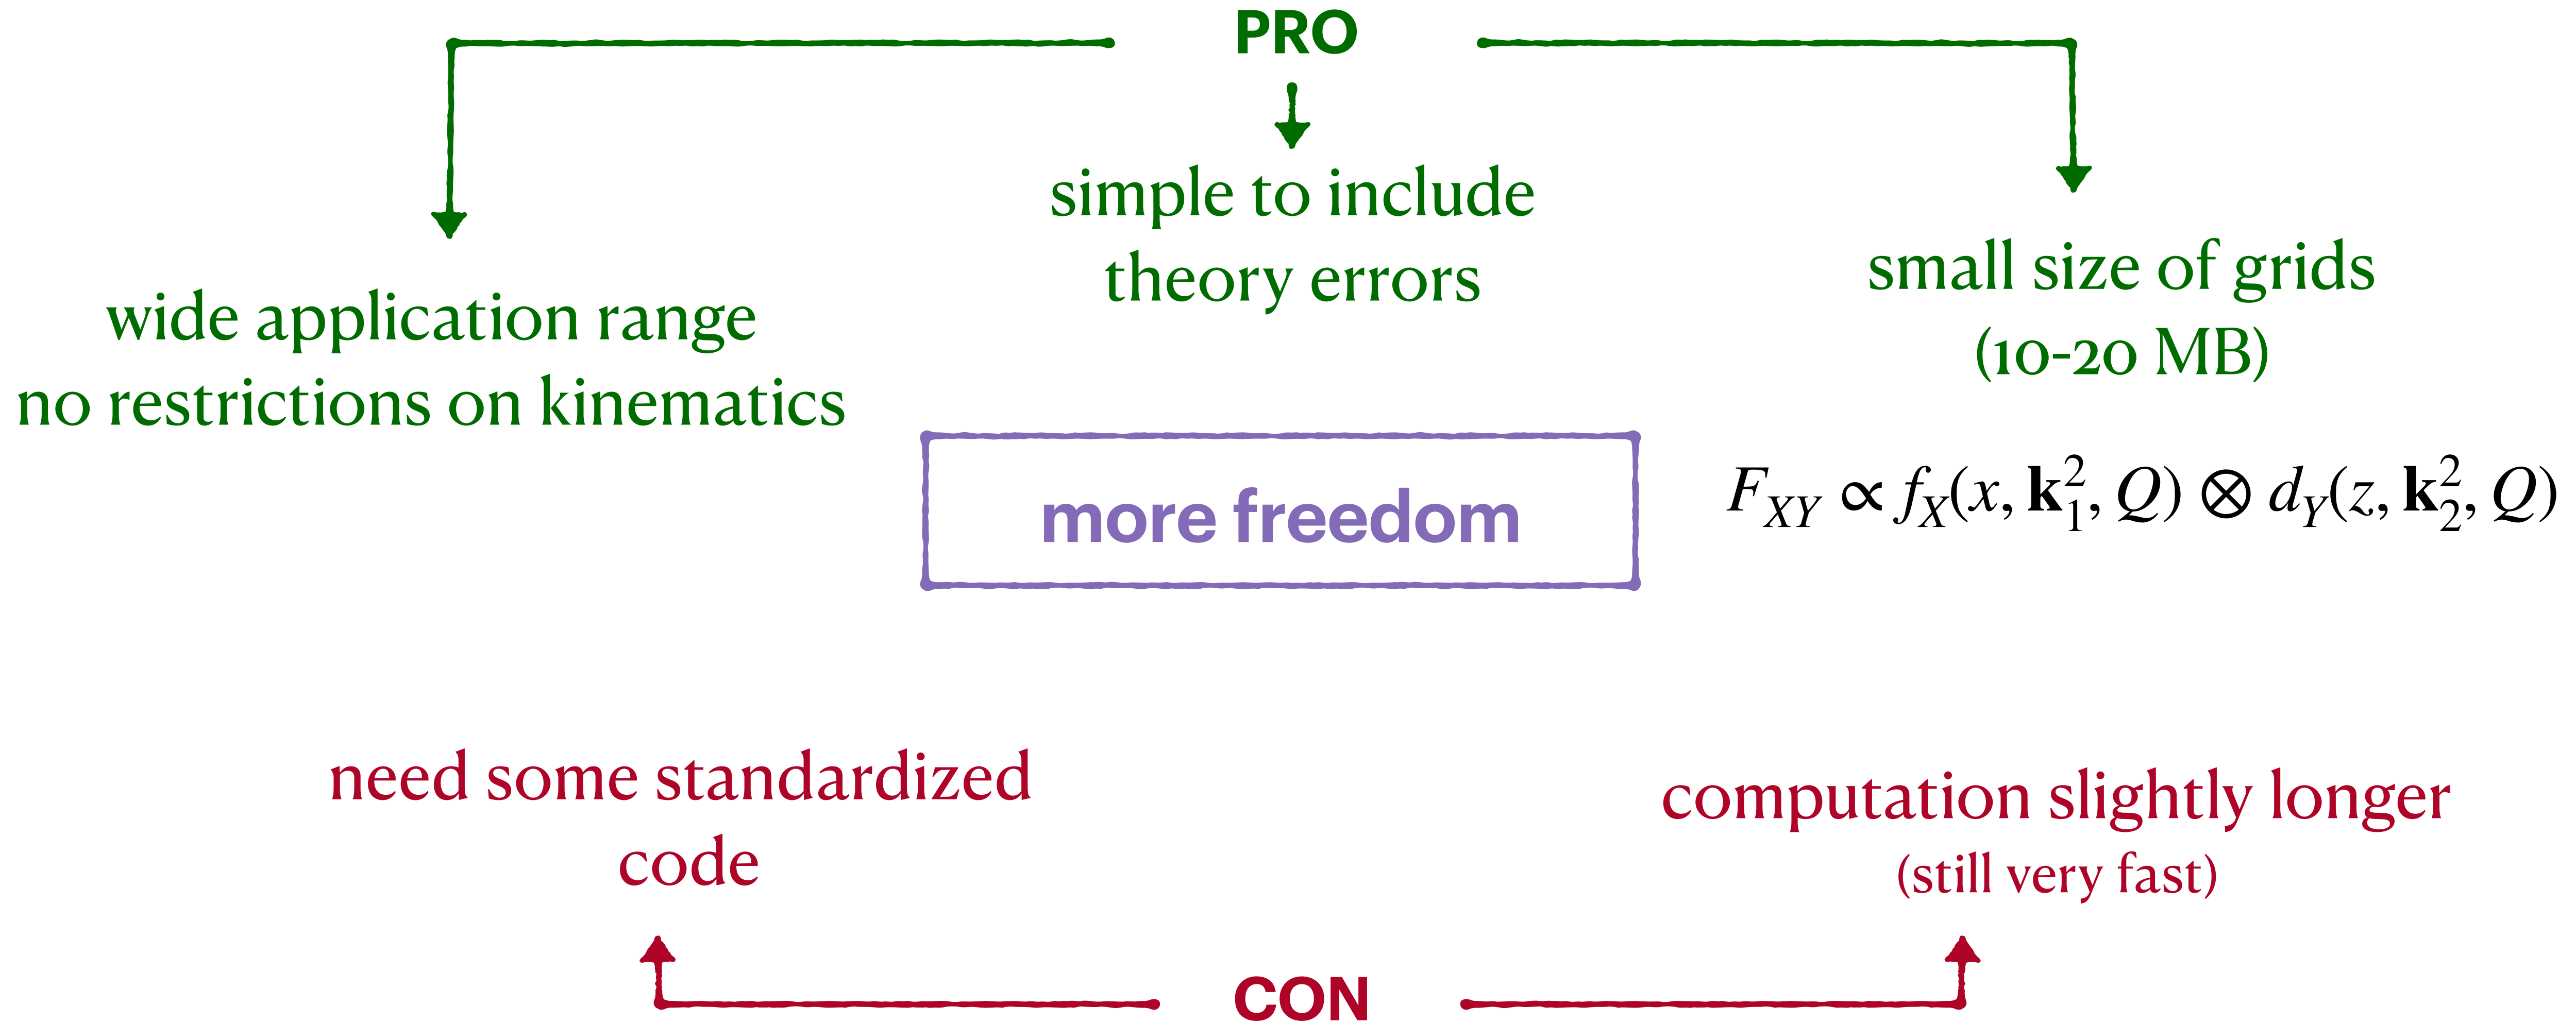 PRO
wide application range
no restrictions on kinematics
simple to include
theory errors
small size of grids
(10-20 MB)
more freedom
F_{XY} ∝ f_X(x, k_1^2, Q) ⊗ d_Y(z, k_2^2, Q)
need some standardized
code
computation slightly longer
(still very fast)
CON